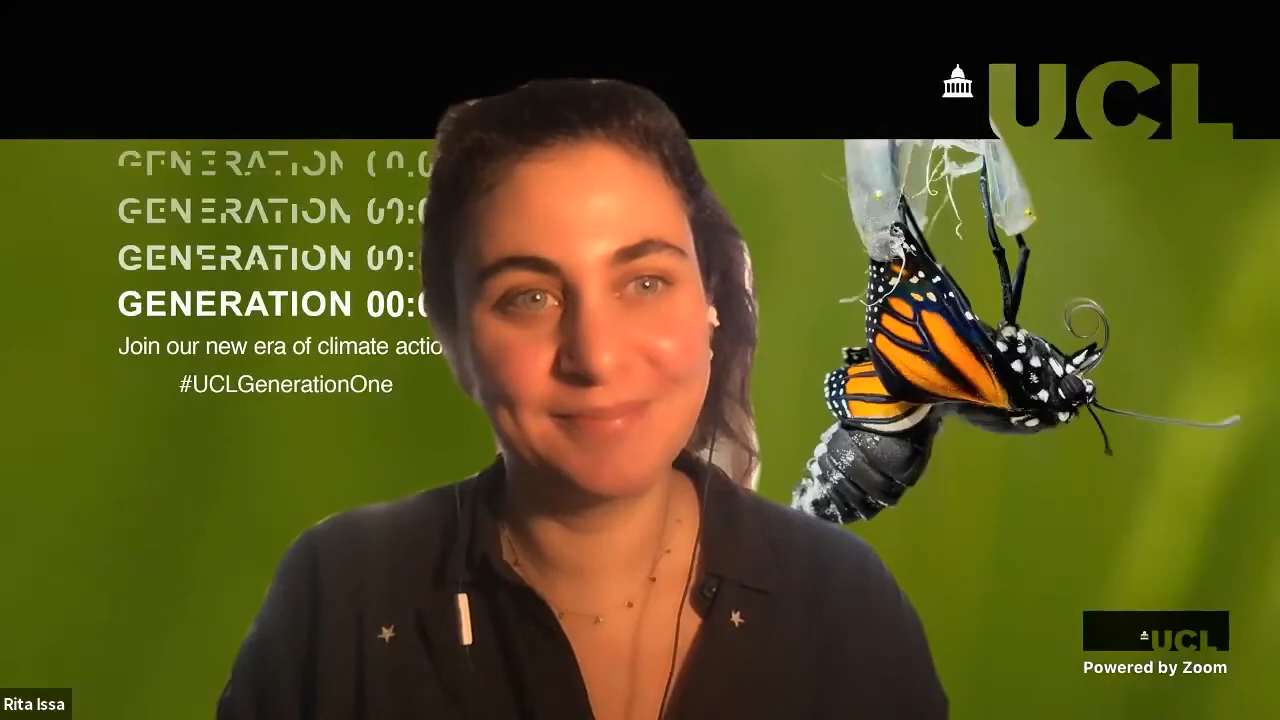 UCL
GENERATION
GENERATION 00:
GENERATION 00:
GENERATION 00:
Join our new era of climate actio
#UCLGenerationOne
UCL
Powered by Zoom
Rita Issa